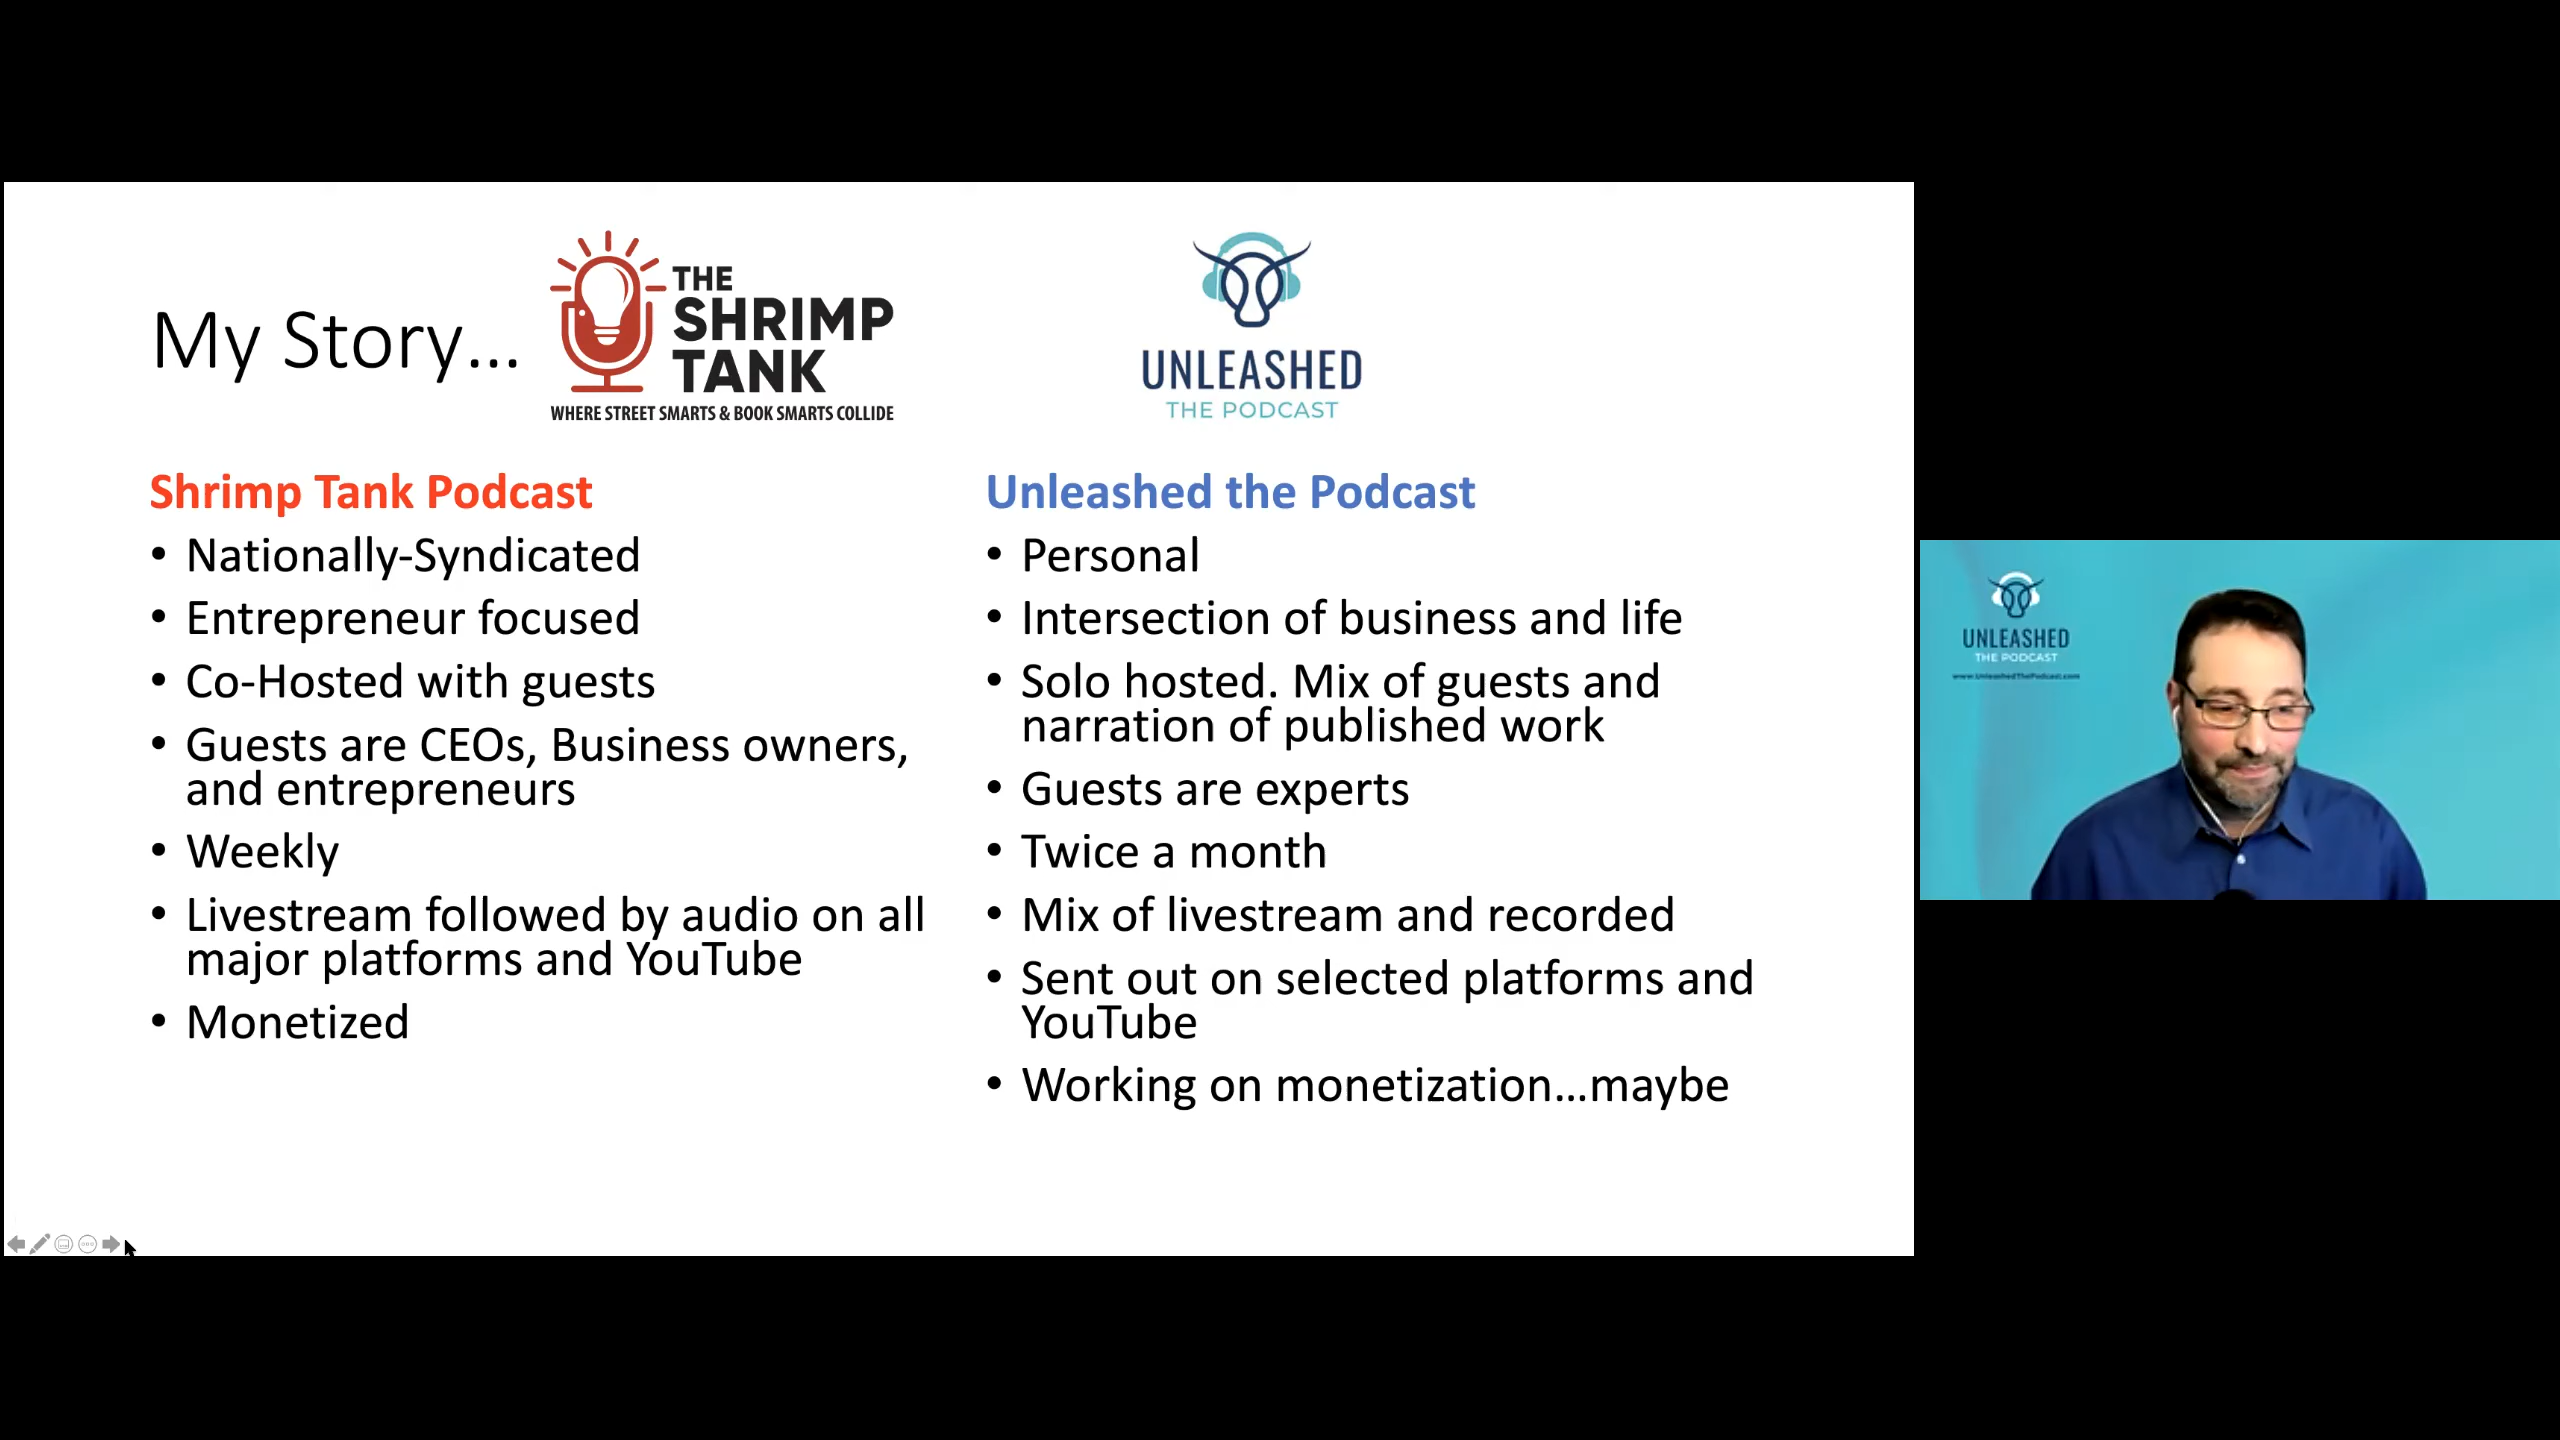 My Story...
THE
SHRIMP
TANK
WHERE STREET SMARTS & BOOK SMARTS COLLIDE
UNLEASHED
THE PODCAST
Shrimp Tank Podcast
• Nationally-Syndicated
• Entrepreneur focused
• Co-Hosted with guests
• Guests are CEOs, Business owners,
and entrepreneurs
• Weekly
• Livestream followed by audio on all
major platforms and YouTube
• Monetized
Unleashed the Podcast
• Personal
• Intersection of business and life
• Solo hosted. Mix of guests and
narration of published work
• Guests are experts
• Twice a month
• Mix of livestream and recorded
• Sent out on selected platforms and
YouTube
• Working on monetization...maybe
UNLEASHED
THE PODCAST
www.UnleashedThePodcast.com